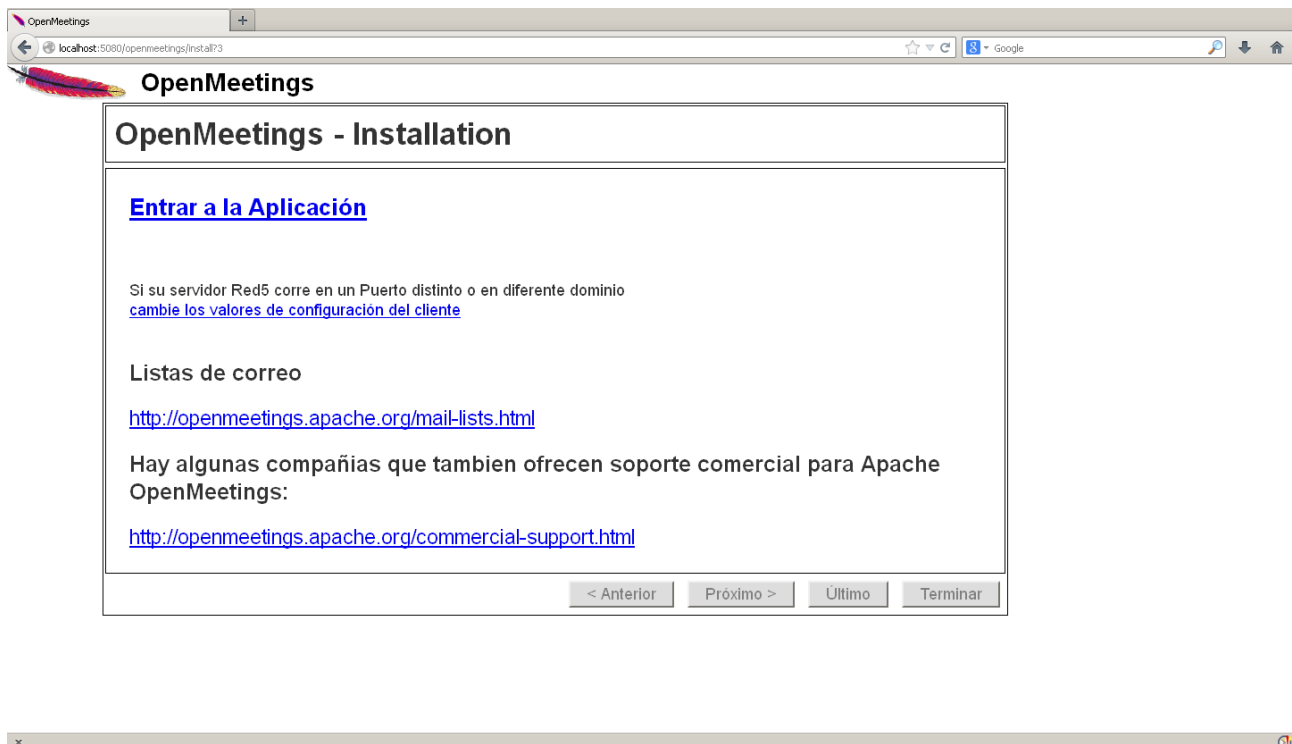 OpenMeetings
+
localhost:5080/openmeetings/install?3
8
Google
OpenMeetings
OpenMeetings - Installation
Entrar a la Aplicación
Si su servidor Red5 corre en un Puerto distinto o en diferente dominio
cambie los valores de configuración del cliente
Listas de correo
http://openmeetings.apache.org/mail-lists.html
Hay algunas compañias que tambien ofrecen soporte comercial para Apache
OpenMeetings:
http://openmeetings.apache.org/commercial-support.html
< Anterior Próximo > Último Terminar
x